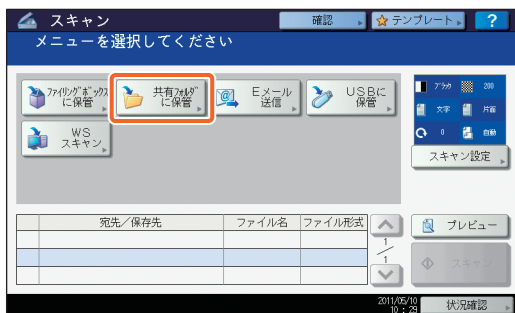 スキャン
確認
テンプレート
?
メニューを選択してください
ファイリングボックス
に保管
共有フォルダ
に保管
Eメール
送信
USBに
保管
WS
スキャン
ブラック
200
文字
片面
0
自動
スキャン設定
宛先／保存先
ファイル名
ファイル形式
1
1
プレビュー
スキャン
2011/05/10
10：29
状況確認